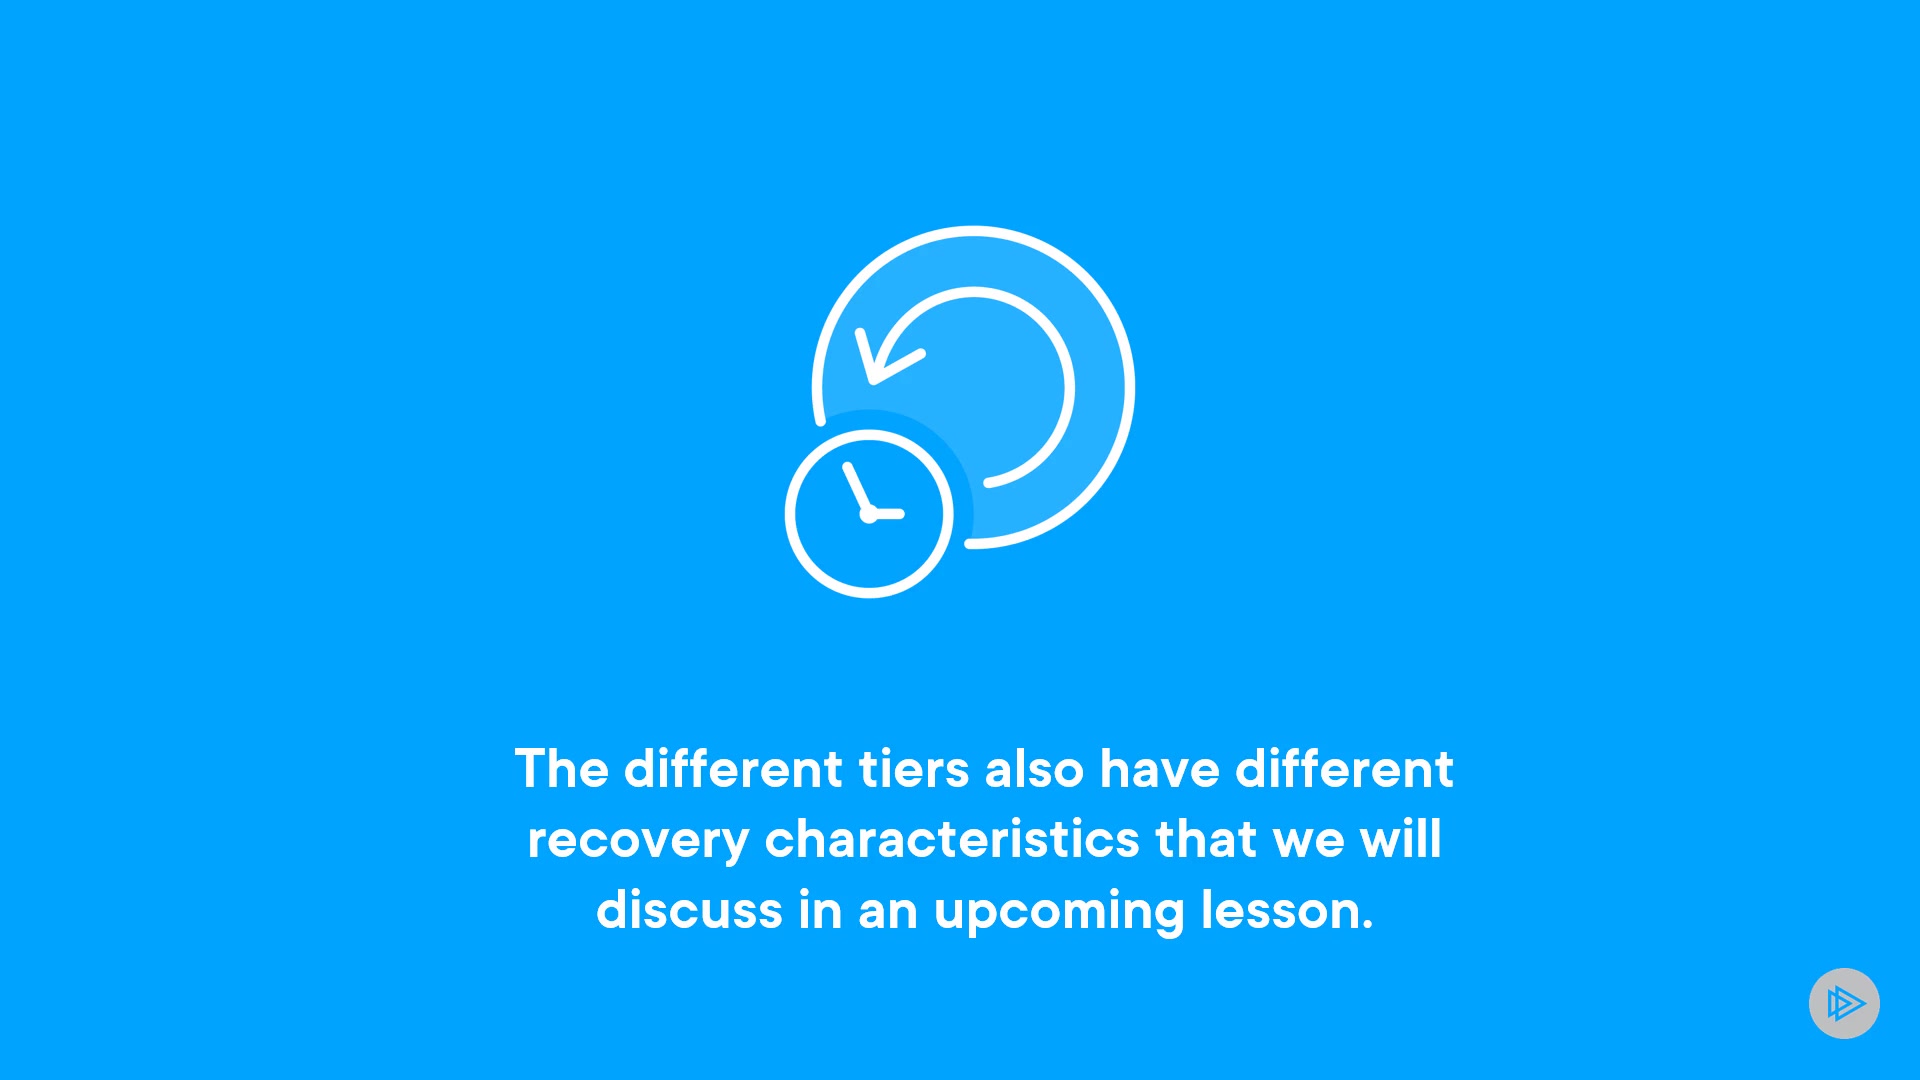 The different tiers also have different
recovery characteristics that we will
discuss in an upcoming lesson.